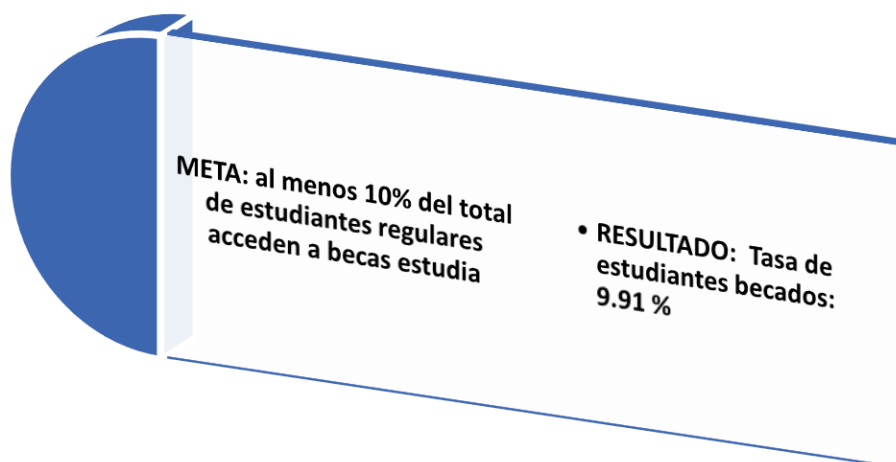 META: al menos 10% del total
de estudiantes regulares
acceden a becas estudia
• RESULTADO: Tasa de
estudiantes becados:
9.91 %